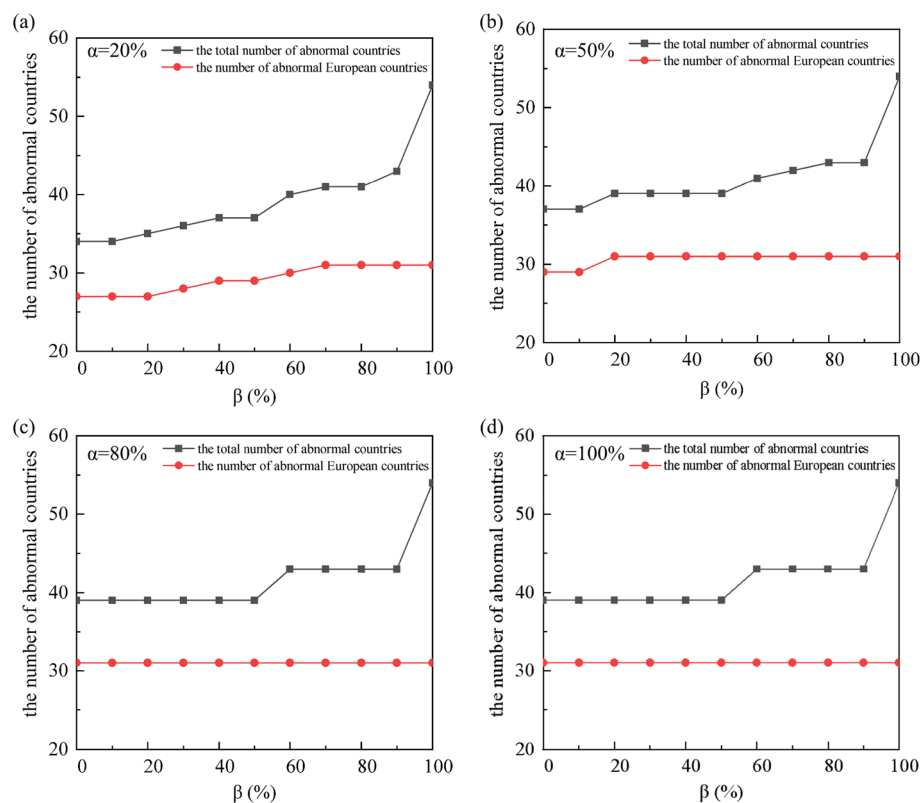 (a)
α=20%
the total number of abnormal countries
the number of abnormal European countries
the number of abnormal countries
60
50
40
30
20
0 20 40 60 80 100
β (%)
(b)
α=50%
the total number of abnormal countries
the number of abnormal European countries
the number of abnormal countries
60
50
40
30
20
0 20 40 60 80 100
β (%)
(c)
α=80%
the total number of abnormal countries
the number of abnormal European countries
the number of abnormal countries
60
50
40
30
20
0 20 40 60 80 100
β (%)
(d)
α=100%
the total number of abnormal countries
the number of abnormal European countries
the number of abnormal countries
60
50
40
30
20
0 20 40 60 80 100
β (%)